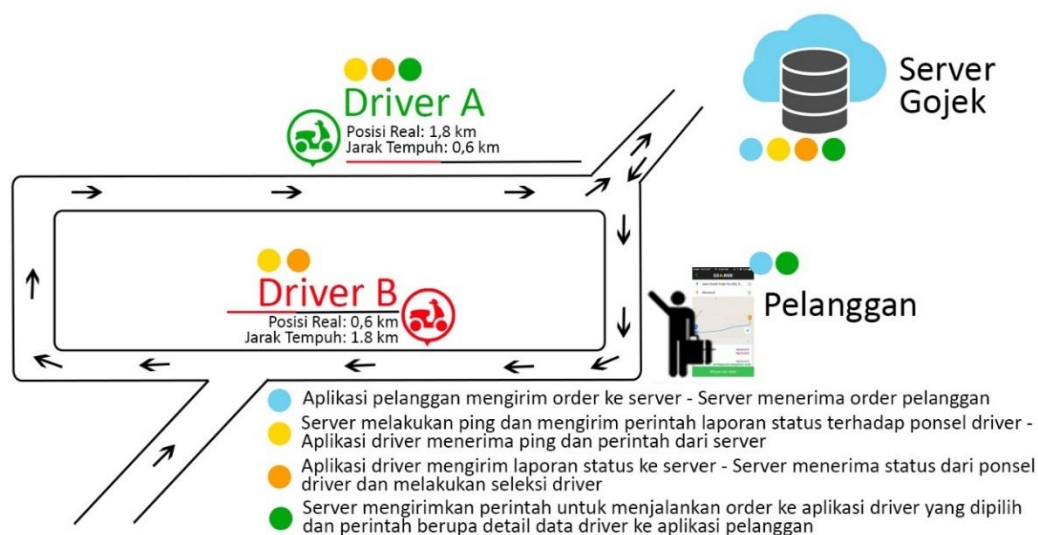 Driver A
Posisi Real: 1,8 km
Jarak Tempuh: 0,6 km
Server
Gojek
Driver B
Posisi Real: 0,6 km
Jarak Tempuh: 1.8 km
Pelanggan
Aplikasi pelanggan mengirim order ke server - Server menerima order pelanggan
Server melakukan ping dan mengirim perintah laporan status terhadap ponsel driver -
Aplikasi driver menerima ping dan perintah dari server
Aplikasi driver mengirim laporan status ke server - Server menerima status dari ponsel
driver dan melakukan seleksi driver
Server mengirimkan perintah untuk menjalankan order ke aplikasi driver yang dipilih
dan perintah berupa detail data driver ke aplikasi pelanggan